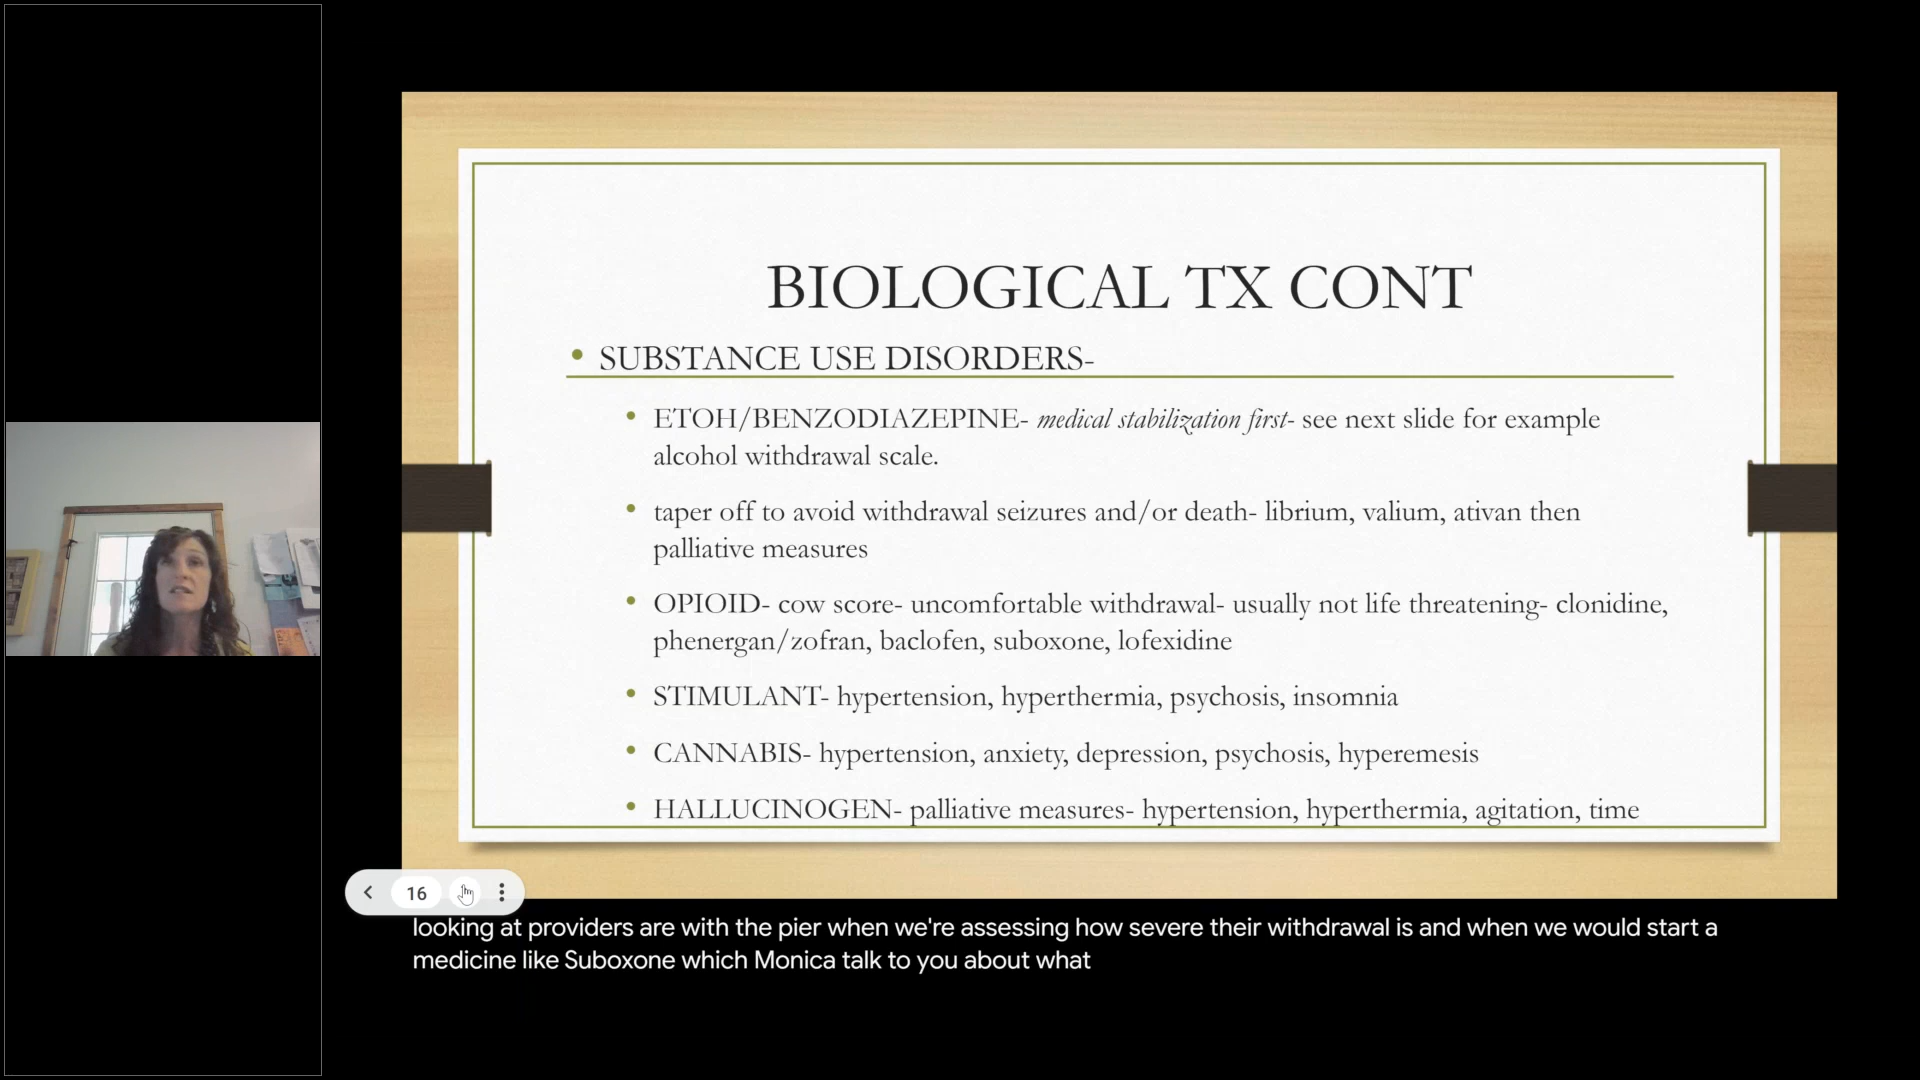 BIOLOGICAL TX CONT
• SUBSTANCE USE DISORDERS-
• ETOH/BENZODIAZEPINE- medical stabilization first- see next slide for example
alcohol withdrawal scale.
• taper off to avoid withdrawal seizures and/or death- librium, valium, ativan then
palliative measures
• OPIOID- cow score- uncomfortable withdrawal- usually not life threatening- clonidine,
phenergan/zofran, baclofen, suboxone, lofexidine
• STIMULANT- hypertension, hyperthermia, psychosis, insomnia
• CANNABIS- hypertension, anxiety, depression, psychosis, hyperemesis
• HALLUCINOGEN- palliative measures- hypertension, hyperthermia, agitation, time
16
looking at providers are with the pier when we're assessing how severe their withdrawal is and when we would start a
medicine like Suboxone which Monica talk to you about what